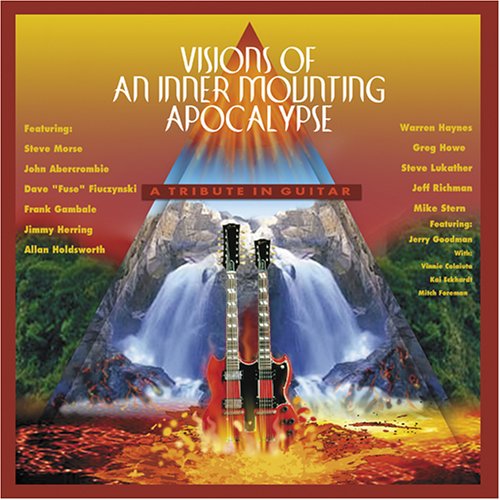 VISIONS OF
AN INNER MOUNTING
APOCALYPSE
A TRIBUTE IN GUITAR
Featuring:
Steve Morse
John Abercrombie
Dave "Fuse" Fiuczynski
Frank Gambale
Jimmy Herring
Allan Holdsworth
Warren Haynes
Greg Howe
Steve Lukather
Jeff Richman
Mike Stern
Featuring:
Jerry Goodman
With:
Vinnie Colaiuta
Kai Eckhardt
Mitch Foreman